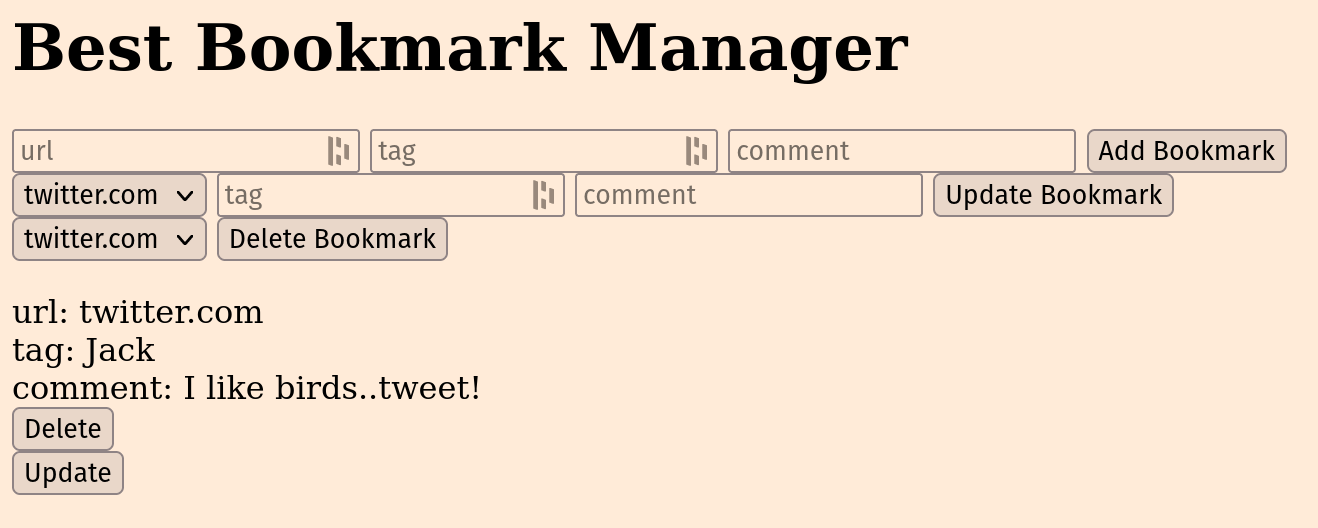 Best Bookmark Manager
url tag comment Add Bookmark
twitter.com tag comment Update Bookmark
twitter.com Delete Bookmark
url: twitter.com
tag: Jack
comment: I like birds..tweet!
Delete
Update